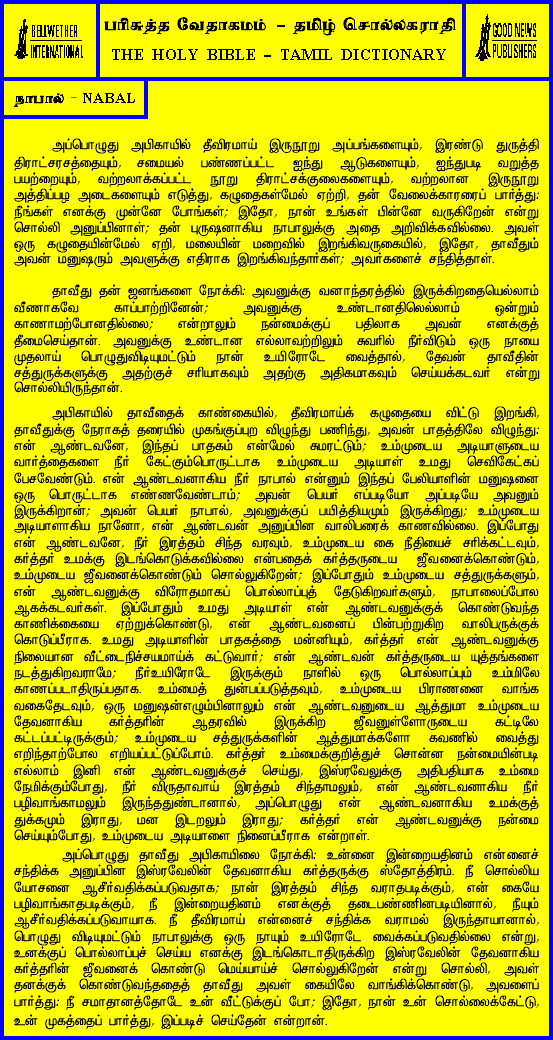 BELLWETHER
INTERNATIONAL
பரிசுத்த வேதாகமம் - தமிழ் சொல்லகராதி
THE HOLY BIBLE - TAMIL DICTIONARY
GOOD NEWS
PUBLISHERS
நாபால் - NABAL
அப்பொழுது அபிகாயில் தீவிரமாய் இருநூறு அப்பங்களையும், இரண்டு துருத்தி
திராட்சரசத்தையும், சமையல் பண்ணப்பட்ட ஐந்து ஆடுகளையும், ஐந்துபடி வறுத்த
பயற்றையும், வற்றலாக்கப்பட்ட நூறு திராட்சக்குலைகளையும், வற்றலான இருநூறு
அத்திப்பழ அடைகளையும் எடுத்து, கழுதைகள்மேல் ஏற்றி, தன் வேலைக்காரரைப் பார்த்து:
நீங்கள் எனக்கு முன்னே போங்கள்; இதோ, நான் உங்கள் பின்னே வருகிறேன் என்று
சொல்லி அனுப்பினாள்; தன் புருஷனாகிய நாபாலுக்கு அதை அறிவிக்கவில்லை. அவள்
ஒரு கழுதையின்மேல் ஏறி, மலையின் மறைவில் இறங்கிவருகையில், இதோ, தாவீதும்
அவன் மனுஷரும் அவளுக்கு எதிராக இறங்கிவந்தார்கள்; அவர்களைச் சந்தித்தாள்.
தாவீது தன் ஜனங்களை நோக்கி: அவனுக்கு வனாந்தரத்தில் இருக்கிறதையெல்லாம்
வீணாகவே காப்பாற்றினேன்; அவனுக்கு உண்டானதிலெல்லாம் ஒன்றும்
காணாமற்போனதில்லை; என்றாலும் நன்மைக்குப் பதிலாக அவன் எனக்குத்
தீமைசெய்தான். அவனுக்கு உண்டான எல்லாவற்றிலும் சுவரில் நீர்விடும் ஒரு நாயை
முதலாய் பொழுதுவிடியுமட்டும் நான் உயிரோடே வைத்தால், தேவன் தாவீதின்
சத்துருக்களுக்கு அதற்குச் சரியாகவும் அதற்கு அதிகமாகவும் செய்யக்கடவர் என்று
சொல்லியிருந்தான்.
அபிகாயில் தாவீதைக் காண்கையில், தீவிரமாய்க் கழுதையை விட்டு இறங்கி,
தாவீதுக்கு நேராகத் தரையில் முகங்குப்புற விழுந்து பணிந்து, அவன் பாதத்திலே விழுந்து:
என் ஆண்டவனே, இந்தப் பாதகம் என்மேல் சுமரட்டும்; உம்முடைய அடியாளுடைய
வார்த்தைகளை நீர் கேட்கும்பொருட்டாக உம்முடைய அடியாள் உமது செவிகேட்கப்
பேசவேண்டும். என் ஆண்டவனாகிய நீர் நாபால் என்னும் இந்தப் பேலியாளின் மனுஷனை
ஒரு பொருட்டாக எண்ணவேண்டாம்; அவன் பெயர் எப்படியோ அப்படியே அவனும்
இருக்கிறான்; அவன் பெயர் நாபால், அவனுக்குப் பயித்தியமும் இருக்கிறது; உம்முடைய
அடியாளாகிய நானோ, என் ஆண்டவன் அனுப்பின வாலிபரைக் காணவில்லை. இப்போது
என் ஆண்டவனே, நீர் இரத்தம் சிந்த வரவும், உம்முடைய கை நீதியைச் சரிக்கட்டவும்,
கர்த்தர் உமக்கு இடங்கொடுக்கவில்லை என்பதைக் கர்த்தருடைய ஜீவனைக்கொண்டும்,
உம்முடைய ஜீவனைக்கொண்டும் சொல்லுகிறேன்; இப்போதும் உம்முடைய சத்துருக்களும்,
என் ஆண்டவனுக்கு விரோதமாகப் பொல்லாப்புத் தேடுகிறவர்களும், நாபாலைப்போல
ஆகக்கடவர்கள். இப்போதும் உமது அடியாள் என் ஆண்டவனுக்குக் கொண்டுவந்த
காணிக்கையை ஏற்றுக்கொண்டு, என் ஆண்டவனைப் பின்பற்றுகிற வாலிபருக்குக்
கொடுப்பீராக. உமது அடியாளின் பாதகத்தை மன்னியும், கர்த்தர் என் ஆண்டவனுக்கு
நிலையான வீட்டைநிச்சயமாய்க் கட்டுவார்; என் ஆண்டவன் கர்த்தருடைய யுத்தங்களை
நடத்துகிறவராமே; நீர்உயிரோடே இருக்கும் நாளில் ஒரு பொல்லாப்பும் உம்மிலே
காணப்படாதிருப்பதாக. உம்மைத் துன்பப்படுத்தவும், உம்முடைய பிராணனை வாங்க
வகைதேடவும், ஒரு மனுஷன்எழும்பினாலும் என் ஆண்டவனுடைய ஆத்துமா உம்முடைய
தேவனாகிய கர்த்தரின் ஆதரவில் இருக்கிற ஜீவனுள்ளோருடைய கட்டிலே
கட்டப்பட்டிருக்கும்; உம்முடைய சத்துருக்களின் ஆத்துமாக்களோ கவணில் வைத்து
எறிந்தாற்போல எறியப்பட்டுப்போம். கர்த்தர் உம்மைக்குறித்துச் சொன்ன நன்மையின்படி
எல்லாம் இனி என் ஆண்டவனுக்குச் செய்து, இஸ்ரவேலுக்கு அதிபதியாக உம்மை
நேமிக்கும்போது, நீர் விருதாவாய் இரத்தம் சிந்தாமலும், என் ஆண்டவனாகிய நீர்
பழிவாங்காமலும் இருந்ததுண்டானால், அப்பொழுது என் ஆண்டவனாகிய உமக்குத்
துக்கமும் இராது, மன இடறலும் இராது; கர்த்தர் என் ஆண்டவனுக்கு நன்மை
செய்யும்போது, உம்முடைய அடியாளை நினைப்பீராக என்றாள்.
அப்பொழுது தாவீது அபிகாயிலை நோக்கி: உன்னை இன்றையதினம் என்னைச்
சந்திக்க அனுப்பின இஸ்ரவேலின் தேவனாகிய கர்த்தருக்கு ஸ்தோத்திரம். நீ சொல்லிய
யோசனை ஆசீர்வதிக்கப்படுவதாக; நான் இரத்தம் சிந்த வராதபடிக்கும், என் கையே
பழிவாங்காதபடிக்கும், நீ இன்றையதினம் எனக்குத் தடைபண்ணினபடியினால், நீயும்
ஆசீர்வதிக்கப்படுவாயாக. நீ தீவிரமாய் என்னைச் சந்திக்க வராமல் இருந்தாயானால்,
பொழுது விடியுமட்டும் நாபாலுக்கு ஒரு நாயும் உயிரோடே வைக்கப்படுவதில்லை என்று,
உனக்குப் பொல்லாப்புச் செய்ய எனக்கு இடங்கொடாதிருக்கிற இஸ்ரவேலின் தேவனாகிய
கர்த்தரின் ஜீவனைக் கொண்டு மெய்யாய்ச் சொல்லுகிறேன் என்று சொல்லி, அவள்
தனக்குக் கொண்டுவந்ததைத் தாவீது அவள் கையிலே வாங்கிக்கொண்டு, அவளைப்
பார்த்து: நீ சமாதானத்தோடே உன் வீட்டுக்குப் போ; இதோ, நான் உன் சொல்லைக்கேட்டு,
உன் முகத்தைப் பார்த்து, இப்படிச் செய்தேன் என்றான்.